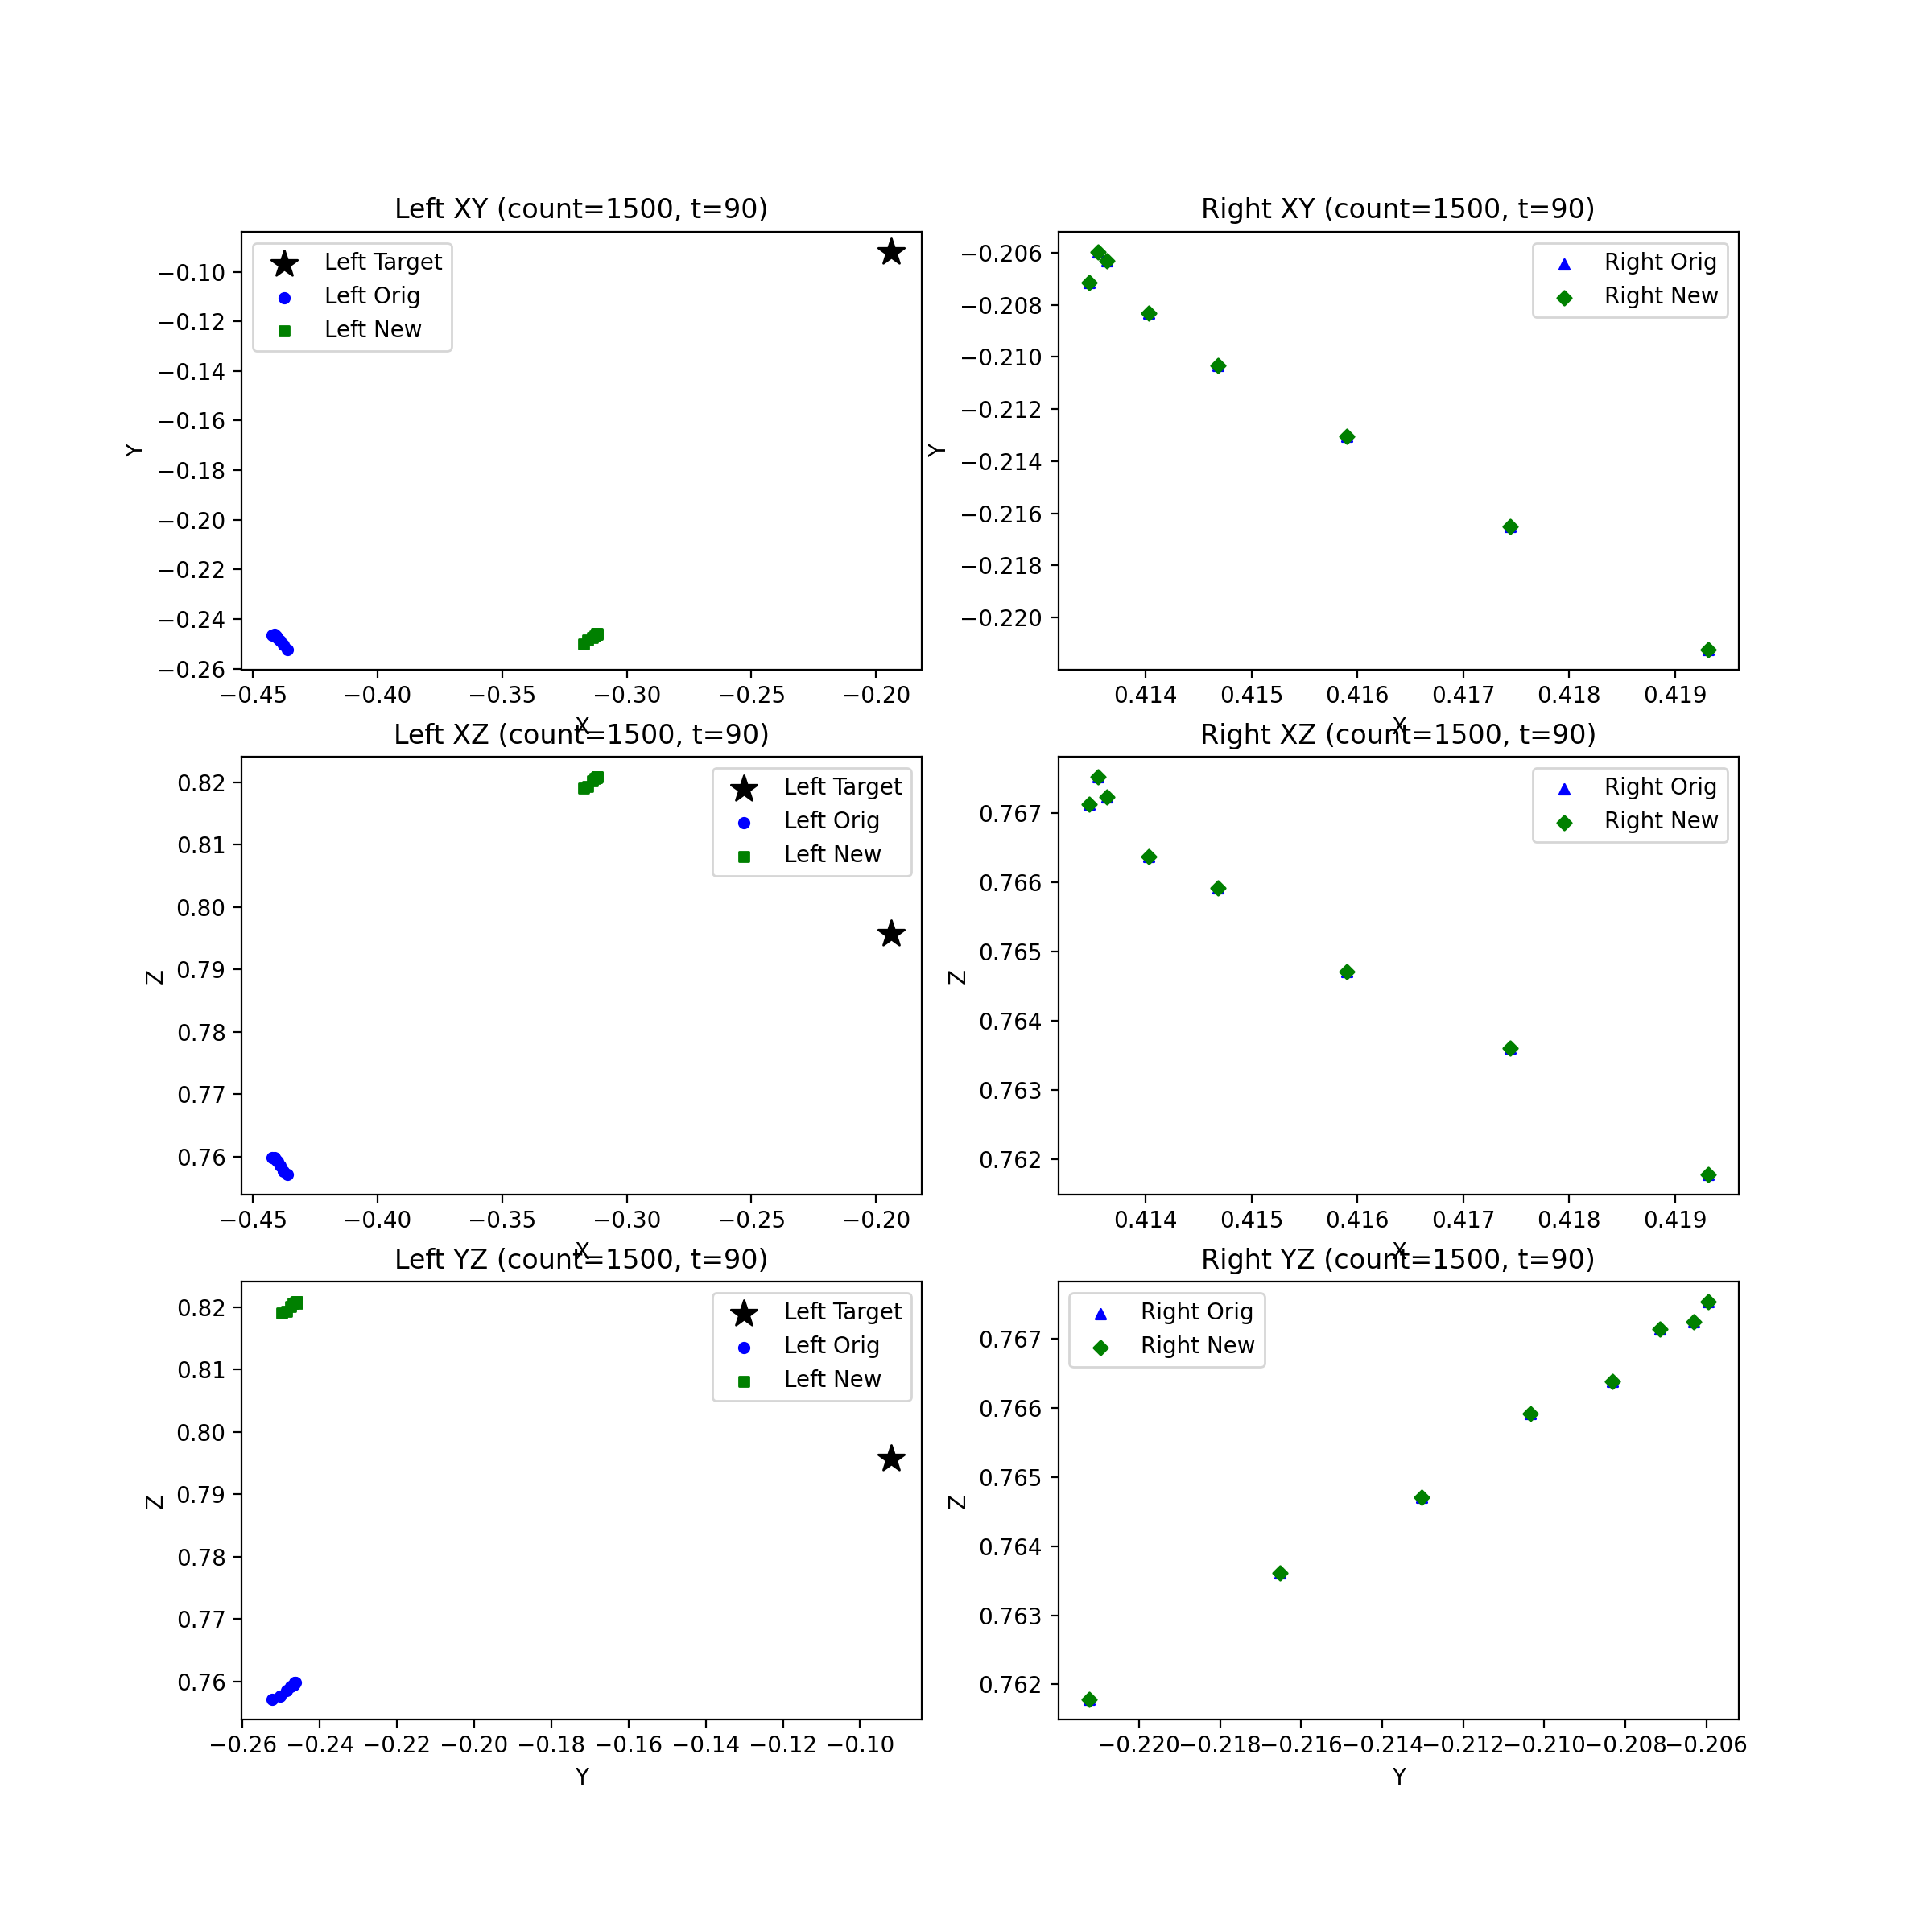 Left XY (count=1500, t=90)
Left Target
Left Orig
Left New
−0.10
−0.12
−0.14
−0.16
−0.18
−0.20
−0.22
−0.24
−0.26
Y
−0.45 −0.40 −0.35 −0.30 −0.25 −0.20
X
Right XY (count=1500, t=90)
Right Orig
Right New
−0.206
−0.208
−0.210
−0.212
−0.214
−0.216
−0.218
−0.220
Y
0.414 0.415 0.416 0.417 0.418 0.419
X
Left XZ (count=1500, t=90)
Left Target
Left Orig
Left New
0.82
0.81
0.80
0.79
0.78
0.77
0.76
Z
−0.45 −0.40 −0.35 −0.30 −0.25 −0.20
X
Right XZ (count=1500, t=90)
Right Orig
Right New
0.767
0.766
0.765
0.764
0.763
0.762
Z
0.414 0.415 0.416 0.417 0.418 0.419
X
Left YZ (count=1500, t=90)
Left Target
Left Orig
Left New
0.82
0.81
0.80
0.79
0.78
0.77
0.76
Z
−0.26 −0.24 −0.22 −0.20 −0.18 −0.16 −0.14 −0.12 −0.10
Y
Right YZ (count=1500, t=90)
Right Orig
Right New
0.767
0.766
0.765
0.764
0.763
0.762
Z
−0.220 −0.218 −0.216 −0.214 −0.212 −0.210 −0.208 −0.206
Y